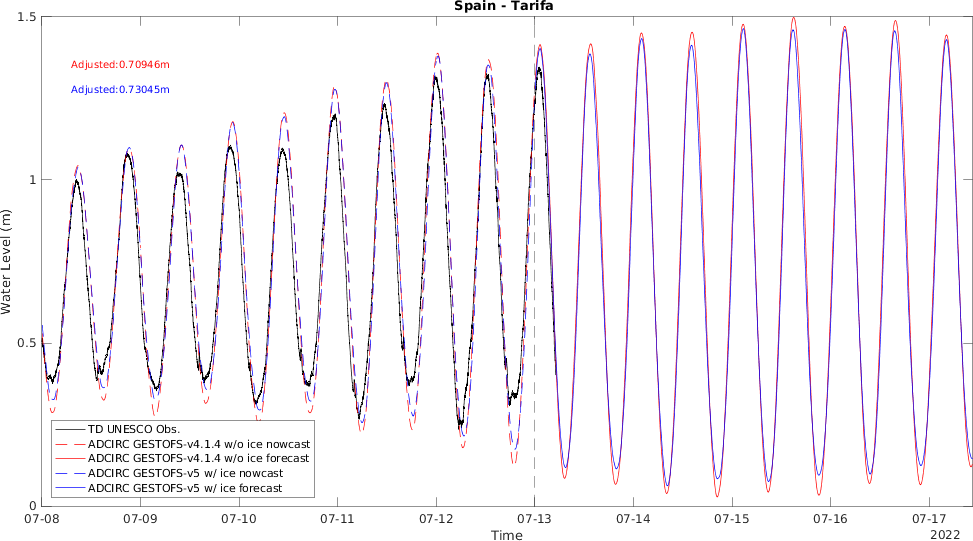 Spain - Tarifa
1.5
Adjusted:0.70946m
Adjusted:0.73045m
1
Water Level (m)
0.5
TD UNESCO Obs.
ADCIRC GESTOFS-v4.1.4 w/o ice nowcast
ADCIRC GESTOFS-v4.1.4 w/o ice forecast
ADCIRC GESTOFS-v5 w/ ice nowcast
ADCIRC GESTOFS-v5 w/ ice forecast
0
07-08 07-09 07-10 07-11 07-12 07-13 07-14 07-15 07-16 07-17
Time
2022